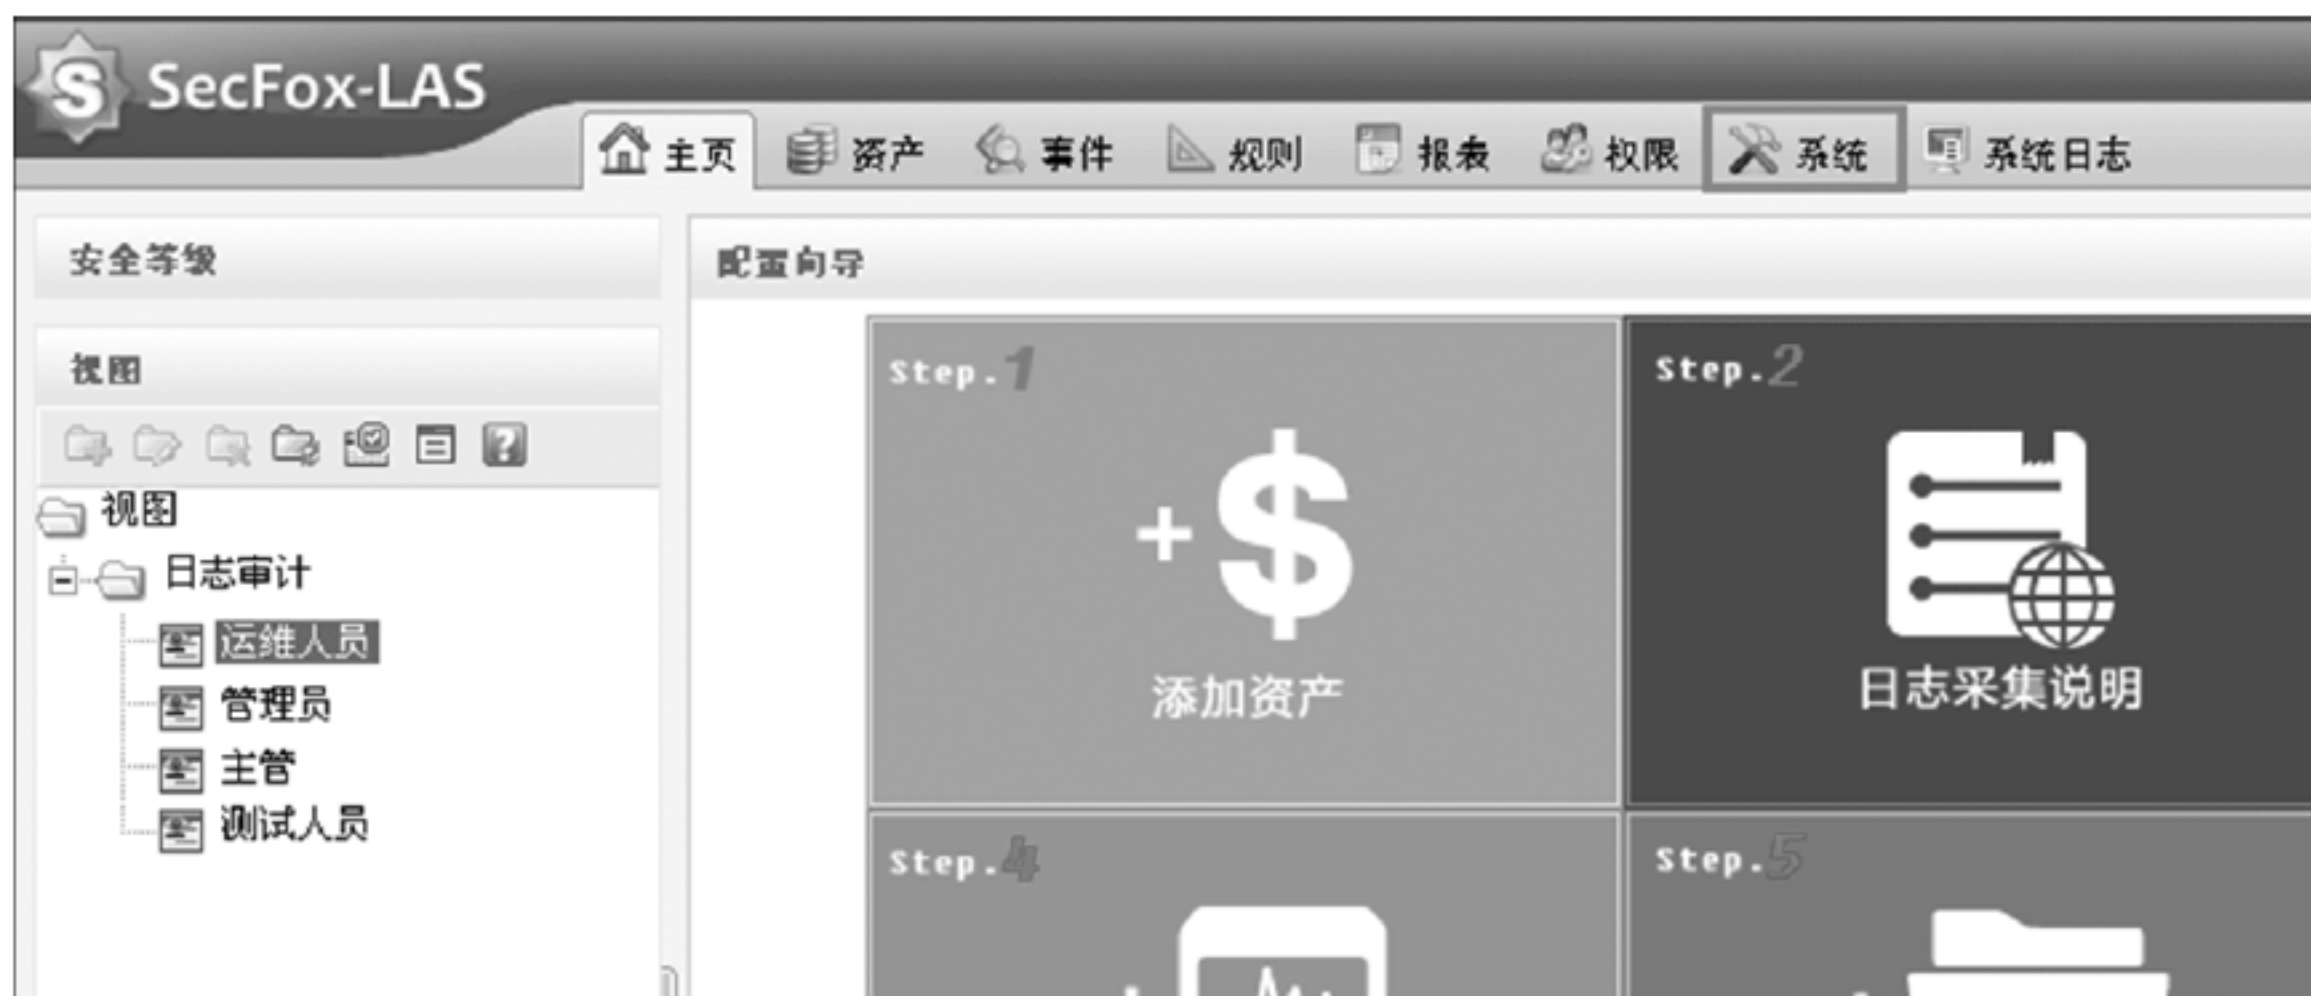 SecFox-LAS
主页 资产 事件 规则 报表 权限 系统 系统日志
安全等级
配置向导
视图
Step.1
Step.2
视图
日志审计
运维人员
管理员
主管
测试人员
添加资产
日志采集说明
Step.4
Step.5